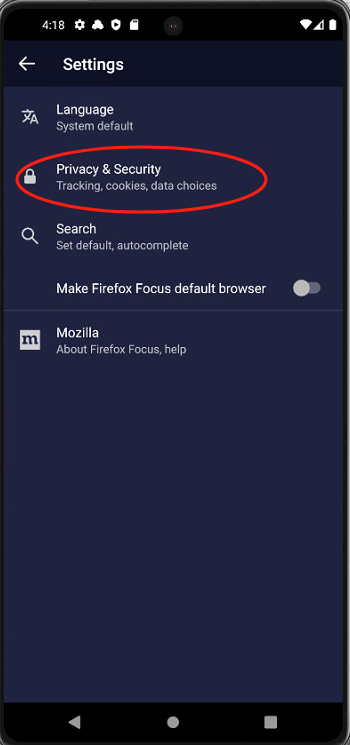 4:18
Settings
Language
System default
Privacy & Security
Tracking, cookies, data choices
Search
Set default, autocomplete
Make Firefox Focus default browser
m
Mozilla
About Firefox Focus, help